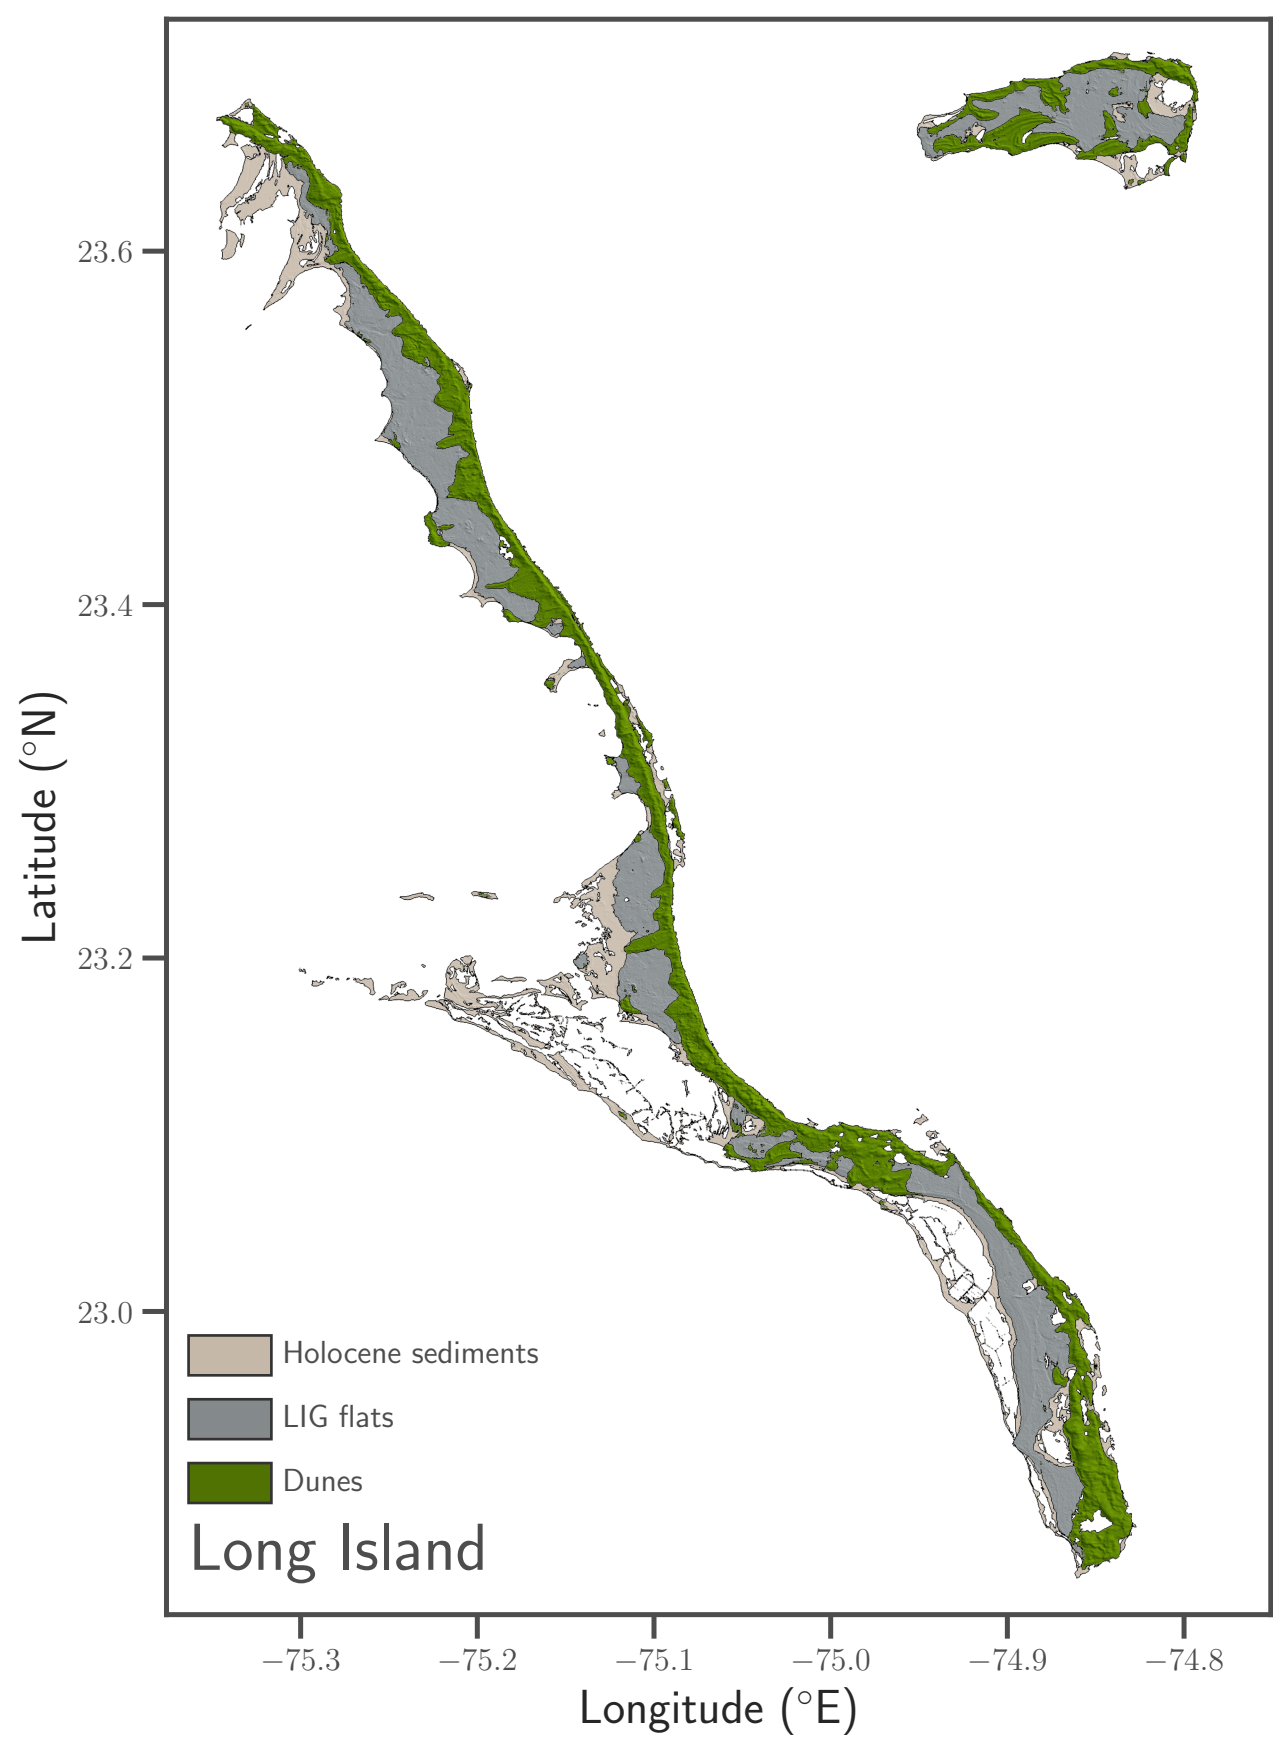 23.6
23.4
Latitude (°N)
23.2
23.0
Holocene sediments
LIG flats
Dunes
Long Island
−75.3 −75.2 −75.1 −75.0 −74.9 −74.8
Longitude (°E)